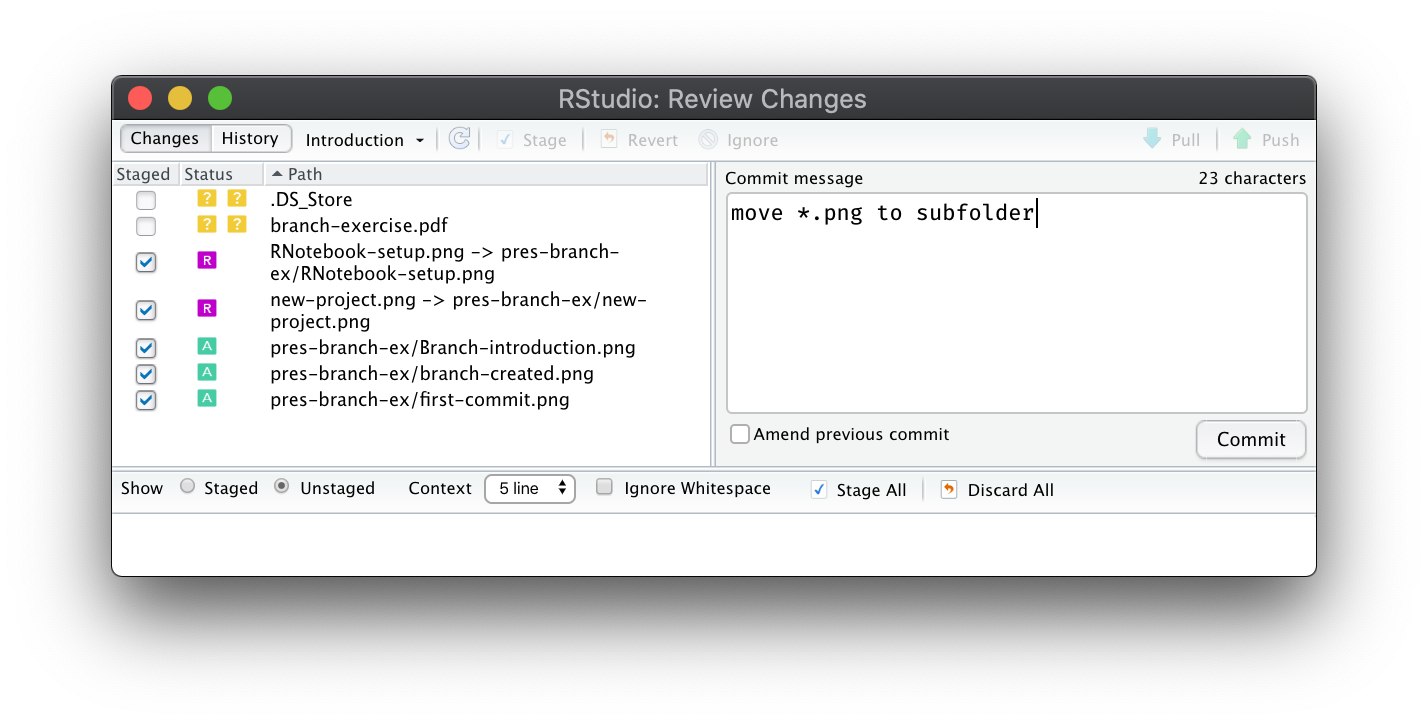 RStudio: Review Changes
Changes History Introduction Stage Revert Ignore Pull Push
Staged Status Path
? ? .DS_Store
? ? branch-exercise.pdf
R RNotebook-setup.png -> pres-branch-
ex/RNotebook-setup.png
R new-project.png -> pres-branch-ex/new-
project.png
A pres-branch-ex/Branch-introduction.png
A pres-branch-ex/branch-created.png
A pres-branch-ex/first-commit.png
Commit message 23 characters
move *.png to subfolder
Amend previous commit Commit
Show Staged Unstaged Context 5 line Ignore Whitespace Stage All Discard All